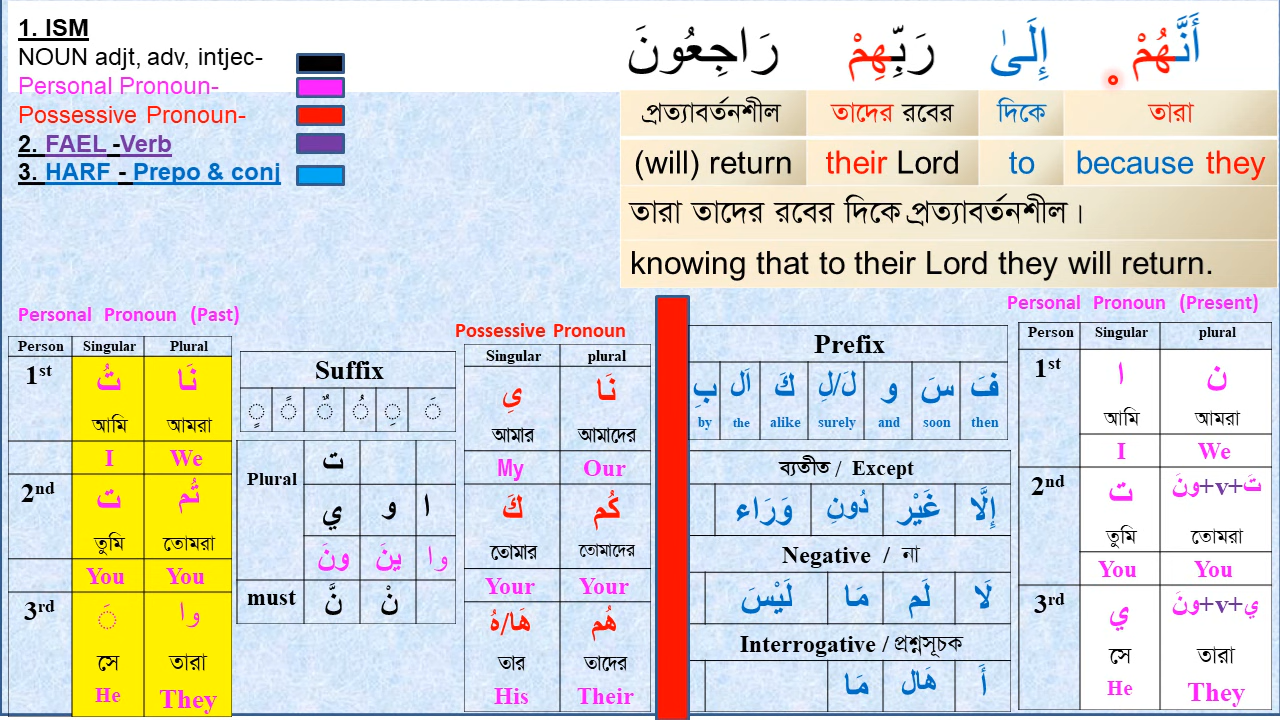 1. ISM
NOUN adjt, adv, intjec-
Personal Pronoun-
Possessive Pronoun-
2. FAEL -Verb
3. HARF - Prepo & conj
أَنَّهُمْ إِلَىٰ رَبِّهِمْ رَاجِعُونَ
প্রত্যাবর্তনশীল তাদের রবের দিকে তারা
(will) return their Lord to because they
তারা তাদের রবের দিকে প্রত্যাবর্তনশীল।
knowing that to their Lord they will return.
Personal Pronoun (Past)
Person Singular Plural
1st تُ نَا
আমি আমরা
I We
2nd ت تُم
তুমি তোমরা
You You
3rd َ وا
সে তারা
He They
Suffix
ٍ ً ٌ ُ ِ َ
Plural ت
ي و ا
ونَ ينَ وا
must نَّ نْ
Possessive Pronoun
Singular plural
يِ نَا
আমার আমাদের
My Our
كَ كُم
তোমার তোমাদের
Your Your
هَا/هُ هُم
তার তাদের
His Their
Prefix
بِ اَل كَ لَ/لِ و سَ فَ
by the alike surely and soon then
ব্যতীত / Except
وَرَاء دُونِ غَيْر إِلَّا
Negative / না
لَيْسَ مَا لَم لَا
Interrogative / প্রশ্নসূচক
مَا هَال أَ
Personal Pronoun (Present)
Person Singular plural
1st ا ن
আমি আমরা
I We
2nd ت تَ+v+ونَ
তুমি তোমরা
You You
3rd ي ي+v+ونَ
সে তারা
He They